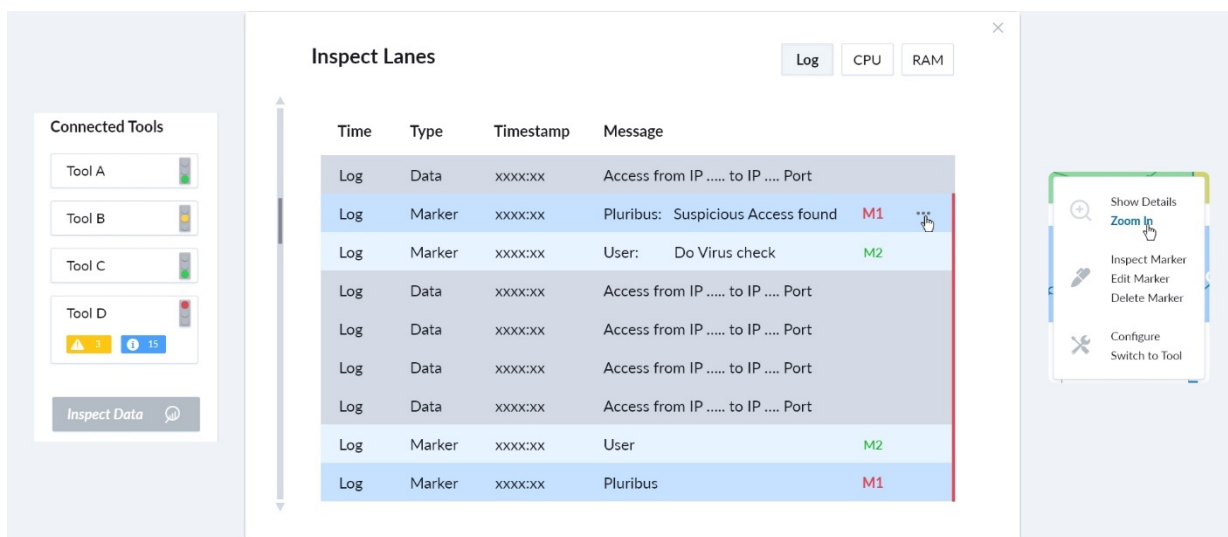 Connected Tools
Tool A
Tool B
Tool C
Tool D
3 15
Inspect Data
Inspect Lanes
Log CPU RAM
Time Type Timestamp Message
Log Data xxxx:xx Access from IP ..... to IP .... Port
Log Marker xxxx:xx Pluribus: Suspicious Access found M1
Log Marker xxxx:xx User: Do Virus check M2
Log Data xxxx:xx Access from IP ..... to IP .... Port
Log Data xxxx:xx Access from IP ..... to IP .... Port
Log Data xxxx:xx Access from IP ..... to IP .... Port
Log Data xxxx:xx Access from IP ..... to IP .... Port
Log Marker xxxx:xx User M2
Log Marker xxxx:xx Pluribus M1
Show Details
Zoom In
Inspect Marker
Edit Marker
Delete Marker
Configure
Switch to Tool